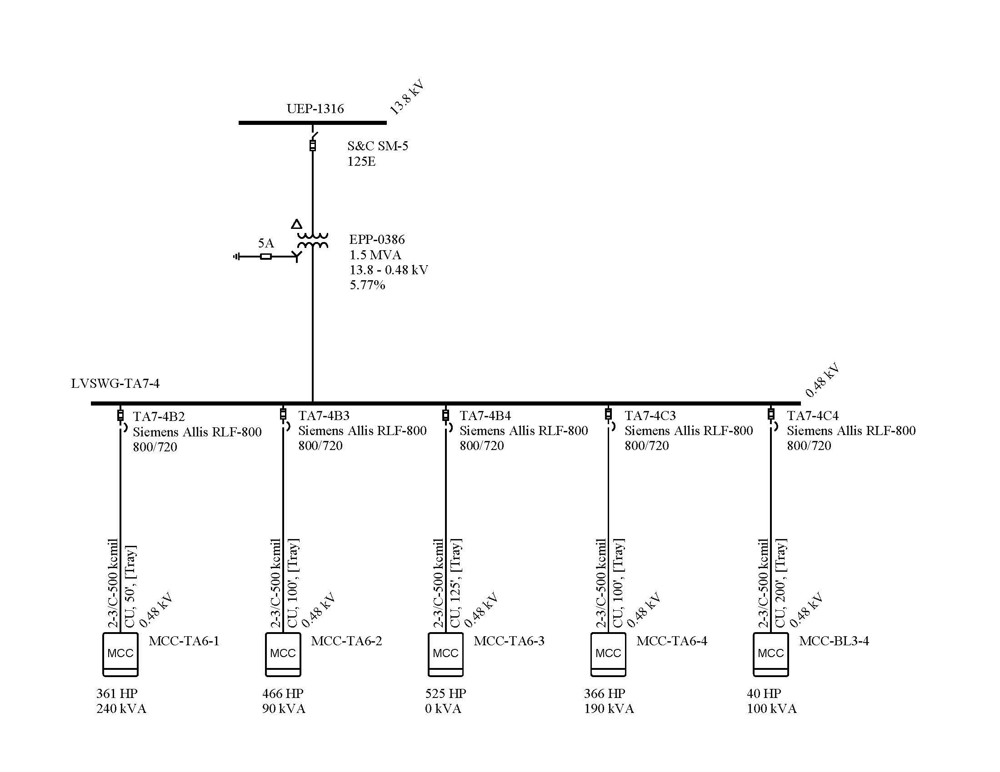 13.8 kV
UEP-1316
S&C SM-5
125E
5A
EPP-0386
1.5 MVA
13.8 - 0.48 kV
5.77%
LVSWG-TA7-4
0.48 kV
TA7-4B2
Siemens Allis RLF-800
800/720
TA7-4B3
Siemens Allis RLF-800
800/720
TA7-4B4
Siemens Allis RLF-800
800/720
TA7-4C3
Siemens Allis RLF-800
800/720
TA7-4C4
Siemens Allis RLF-800
800/720
2-3/C-500 kcmil
CU, 50', [Tray]
0.48 kV
2-3/C-500 kcmil
CU, 100', [Tray]
0.48 kV
2-3/C-500 kcmil
CU, 125', [Tray]
0.48 kV
2-3/C-500 kcmil
CU, 100', [Tray]
0.48 kV
2-3/C-500 kcmil
CU, 200', [Tray]
0.48 kV
MCC
MCC-TA6-1
MCC
MCC-TA6-2
MCC
MCC-TA6-3
MCC
MCC-TA6-4
MCC
MCC-BL3-4
361 HP
240 kVA
466 HP
90 kVA
525 HP
0 kVA
366 HP
190 kVA
40 HP
100 kVA